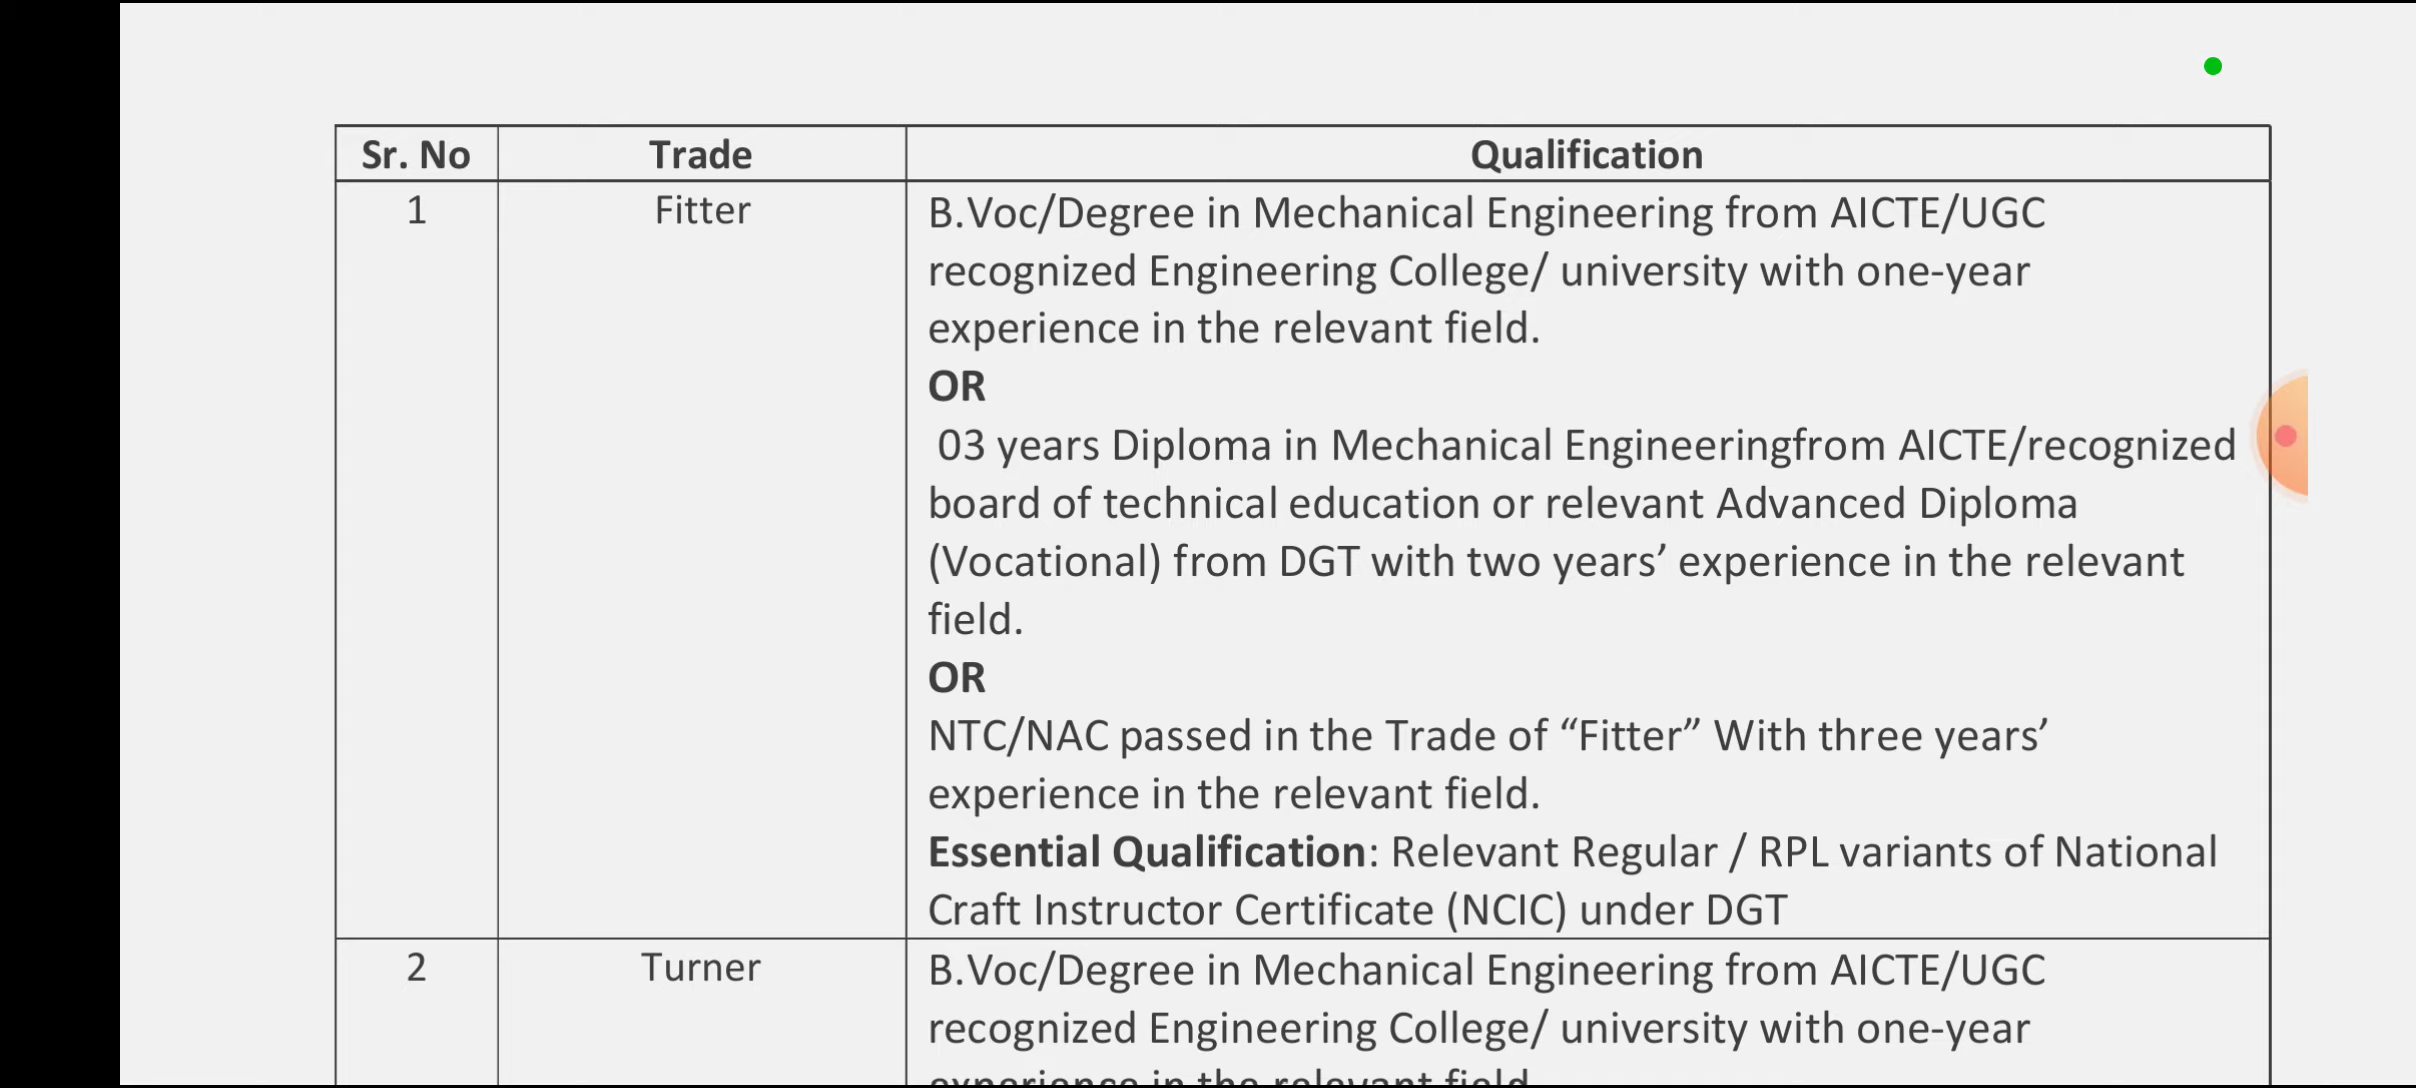 Sr. No Trade Qualification
1 Fitter B.Voc/Degree in Mechanical Engineering from AICTE/UGC
recognized Engineering College/ university with one-year
experience in the relevant field.
OR
03 years Diploma in Mechanical Engineeringfrom AICTE/recognized
board of technical education or relevant Advanced Diploma
(Vocational) from DGT with two years’ experience in the relevant
field.
OR
NTC/NAC passed in the Trade of “Fitter” With three years’
experience in the relevant field.
Essential Qualification: Relevant Regular / RPL variants of National
Craft Instructor Certificate (NCIC) under DGT
2 Turner B.Voc/Degree in Mechanical Engineering from AICTE/UGC
recognized Engineering College/ university with one-year
experience in the relevant field